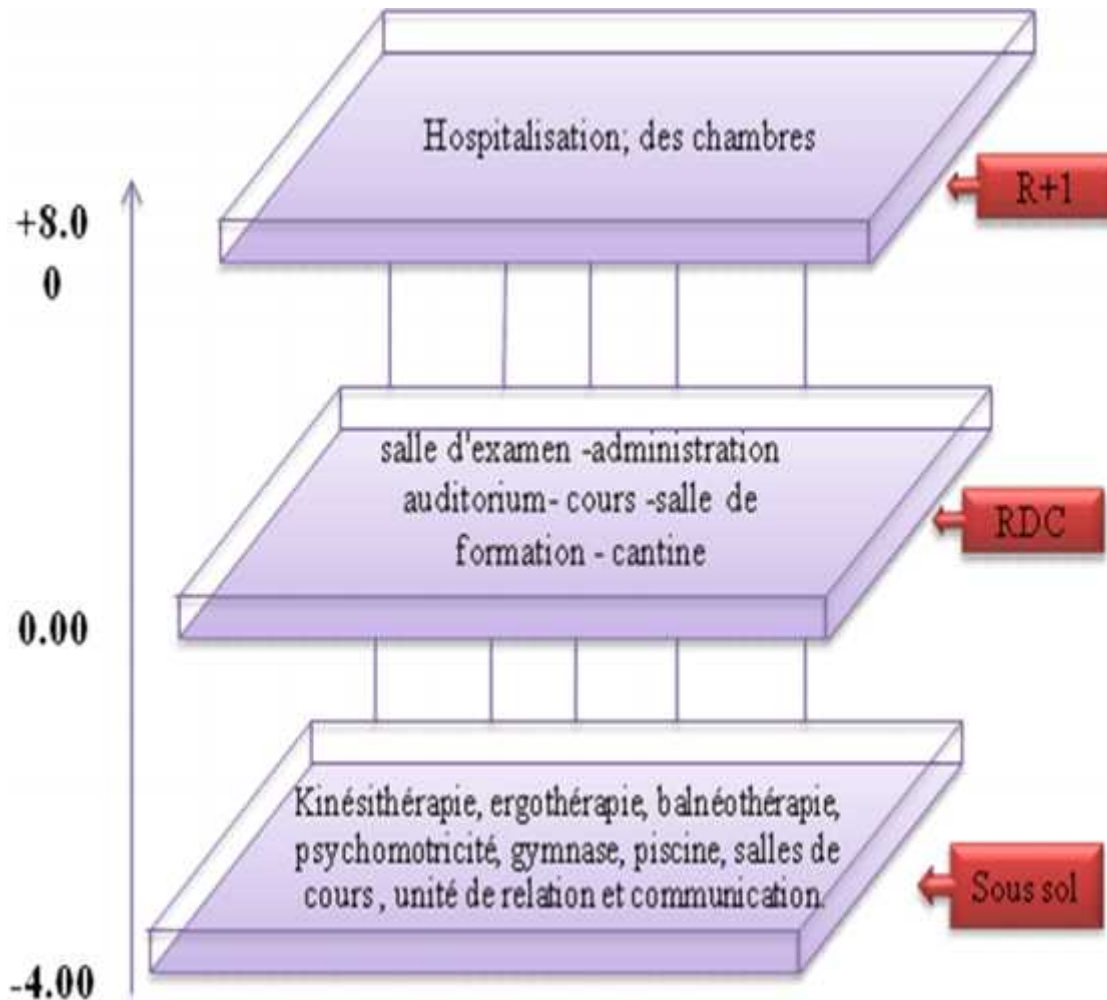 Hospitalisation; des chambres
R+1
+8.0
0
salle d'examen -administration
auditorium- cours -salle de
formation - cantine
RDC
0.00
Kinésithérapie, ergothérapie, balnéothérapie,
psychomotricité, gymnase, piscine, salles de
cours , unité de relation et communication.
Sous sol
-4.00